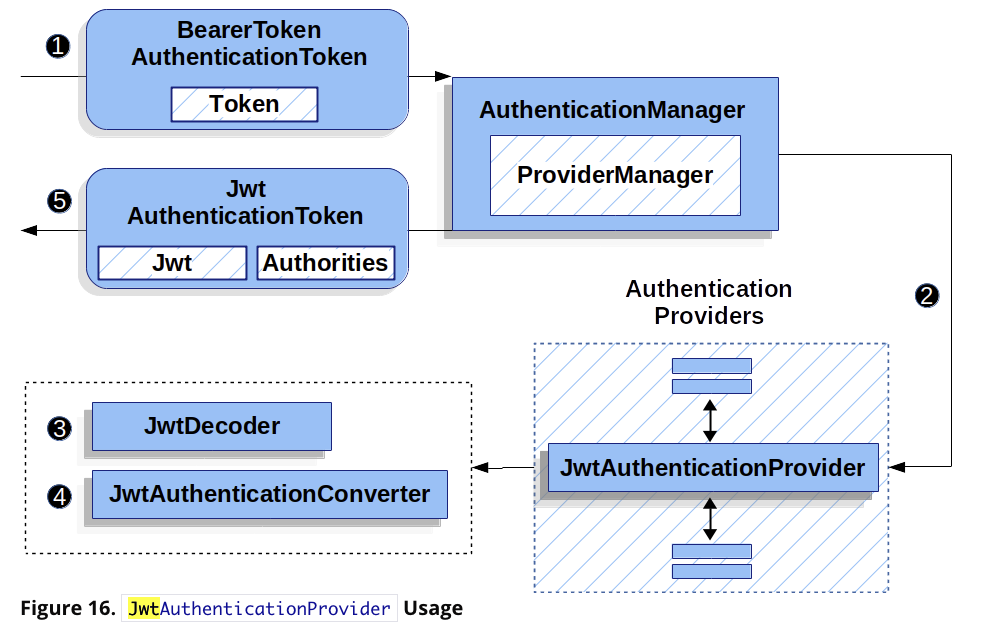 1
BearerToken
AuthenticationToken
Token
AuthenticationManager
ProviderManager
5
Jwt
AuthenticationToken
Jwt
Authorities
2
Authentication
Providers
3
JwtDecoder
JwtAuthenticationProvider
4
JwtAuthenticationConverter
Figure 16. JwtAuthenticationProvider Usage